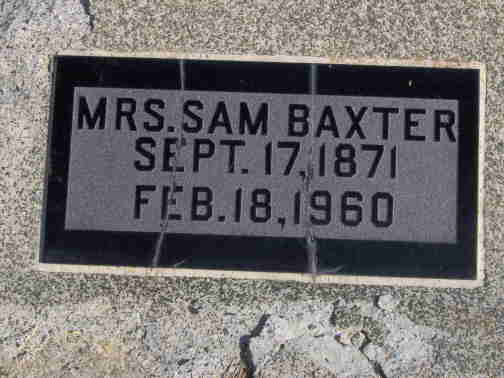 MRS. SAM BAXTER
SEPT. 17, 1871
FEB. 18, 1960